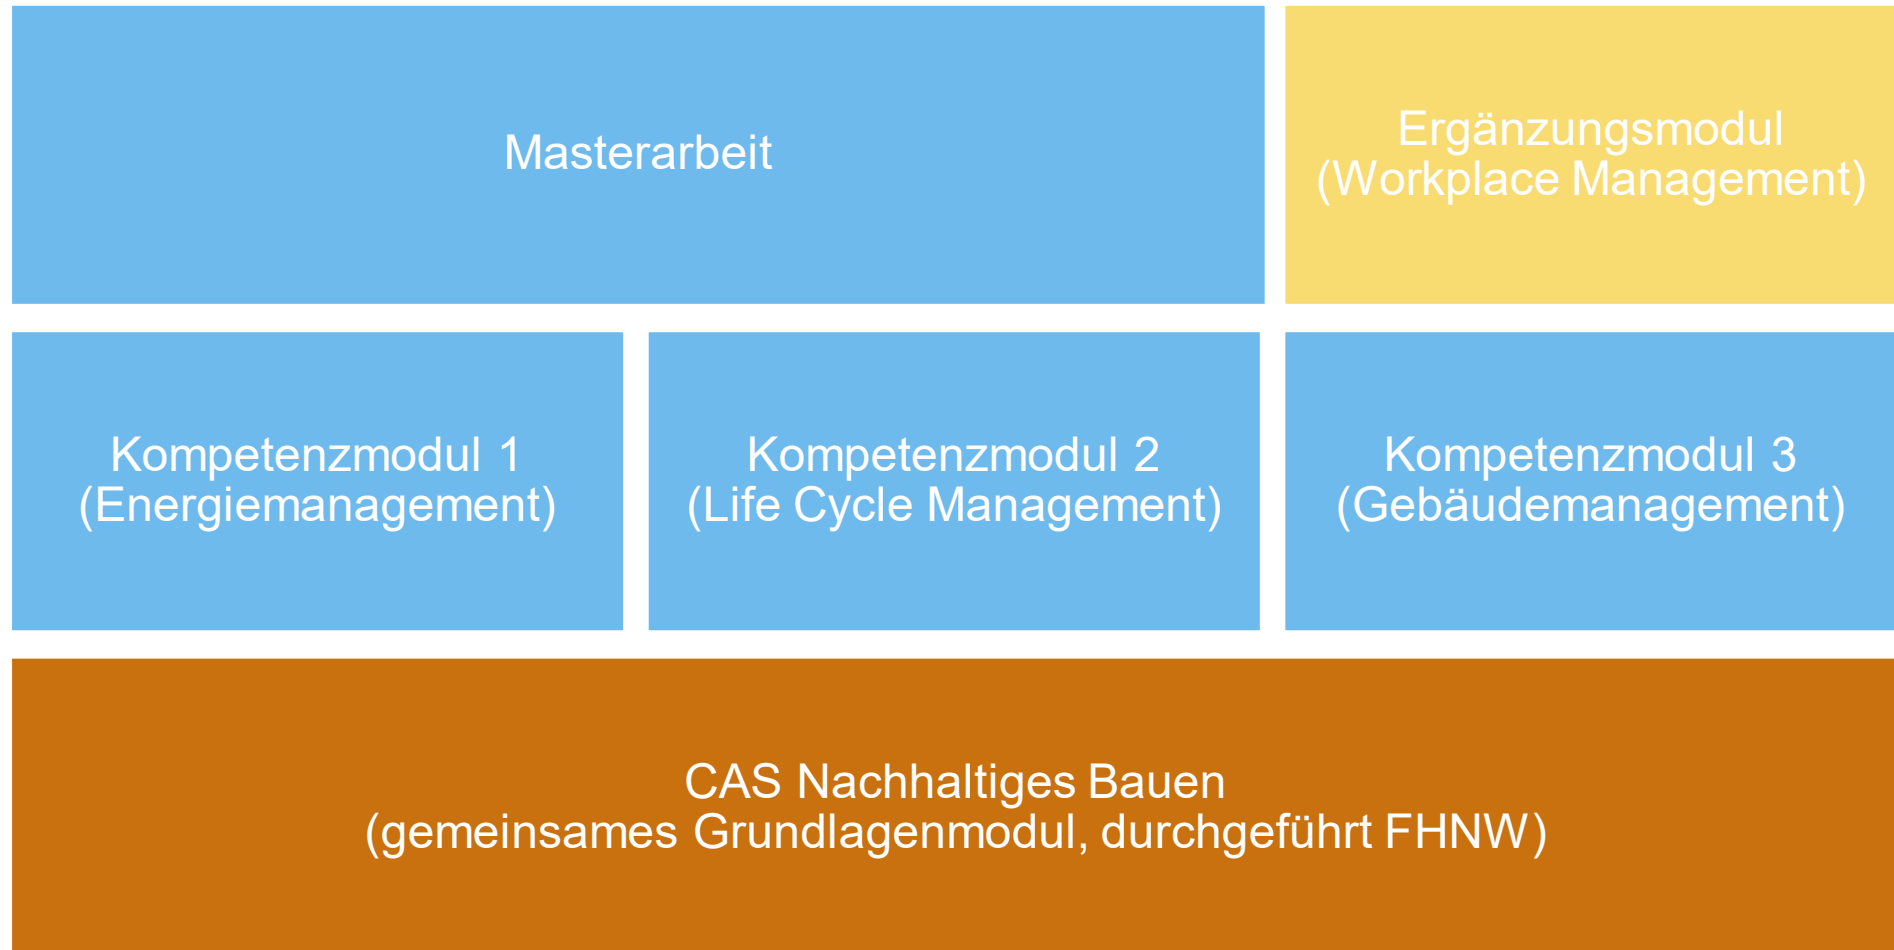 Masterarbeit
Ergänzungsmodul
(Workplace Management)
Kompetenzmodul 1
(Energiemanagement)
Kompetenzmodul 2
(Life Cycle Management)
Kompetenzmodul 3
(Gebäudemanagement)
CAS Nachhaltiges Bauen
(gemeinsames Grundlagenmodul, durchgeführt FHNW)